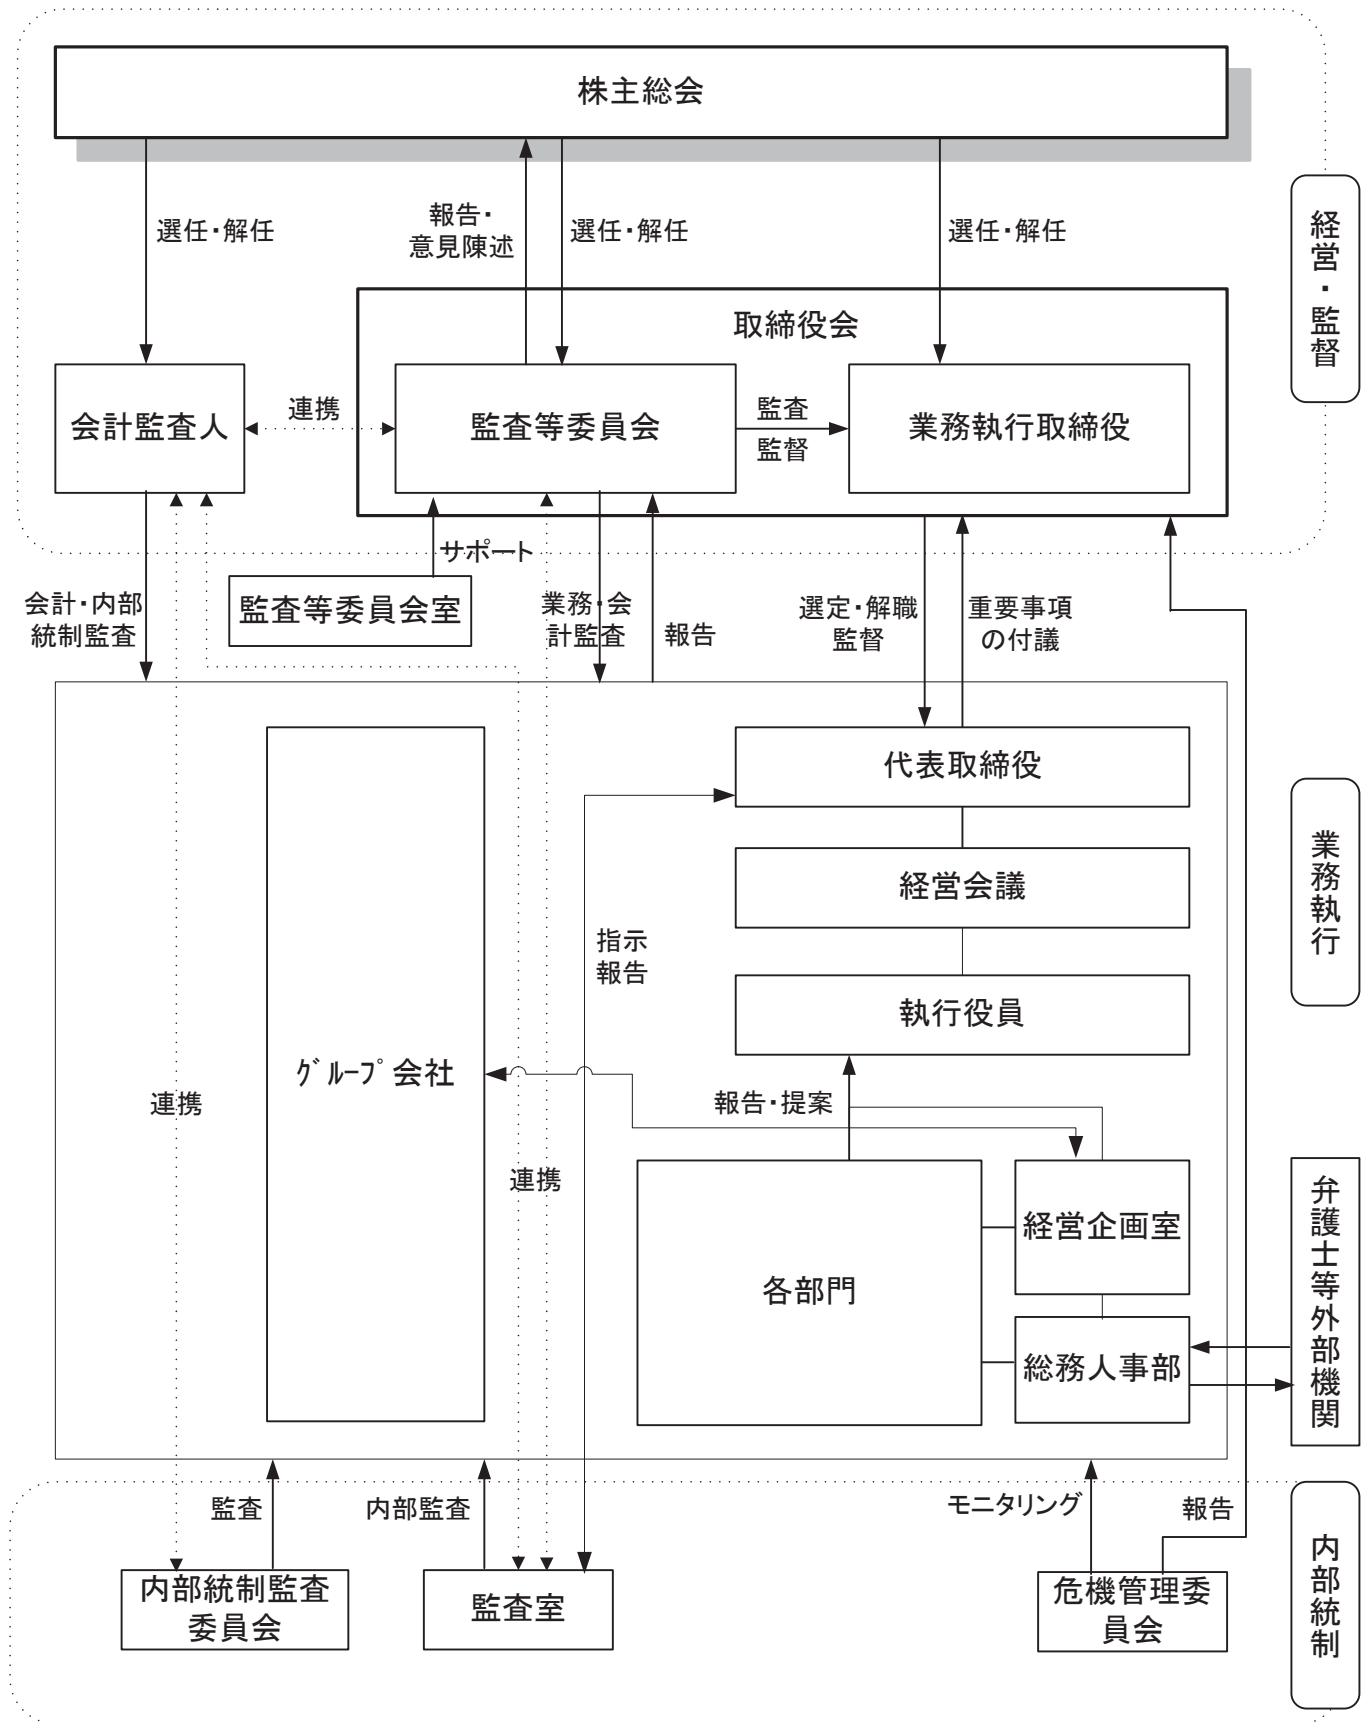 株主総会
選任・解任
報告・
意見陳述
選任・解任
選任・解任
経営・監督
取締役会
会計監査人
連携
監査等委員会
監査
監督
業務執行取締役
サポート
監査等委員会室
会計・内部
統制監査
業務・会
計監査
報告
選定・解職
監督
重要事項
の付議
代表取締役
経営会議
業務執行
指示
報告
執行役員
グループ会社
連携
報告・提案
連携
各部門
経営企画室
総務人事部
弁護士等外部機関
監査
内部監査
モニタリング
報告
内部統制監査
委員会
監査室
危機管理委
員会
内部統制